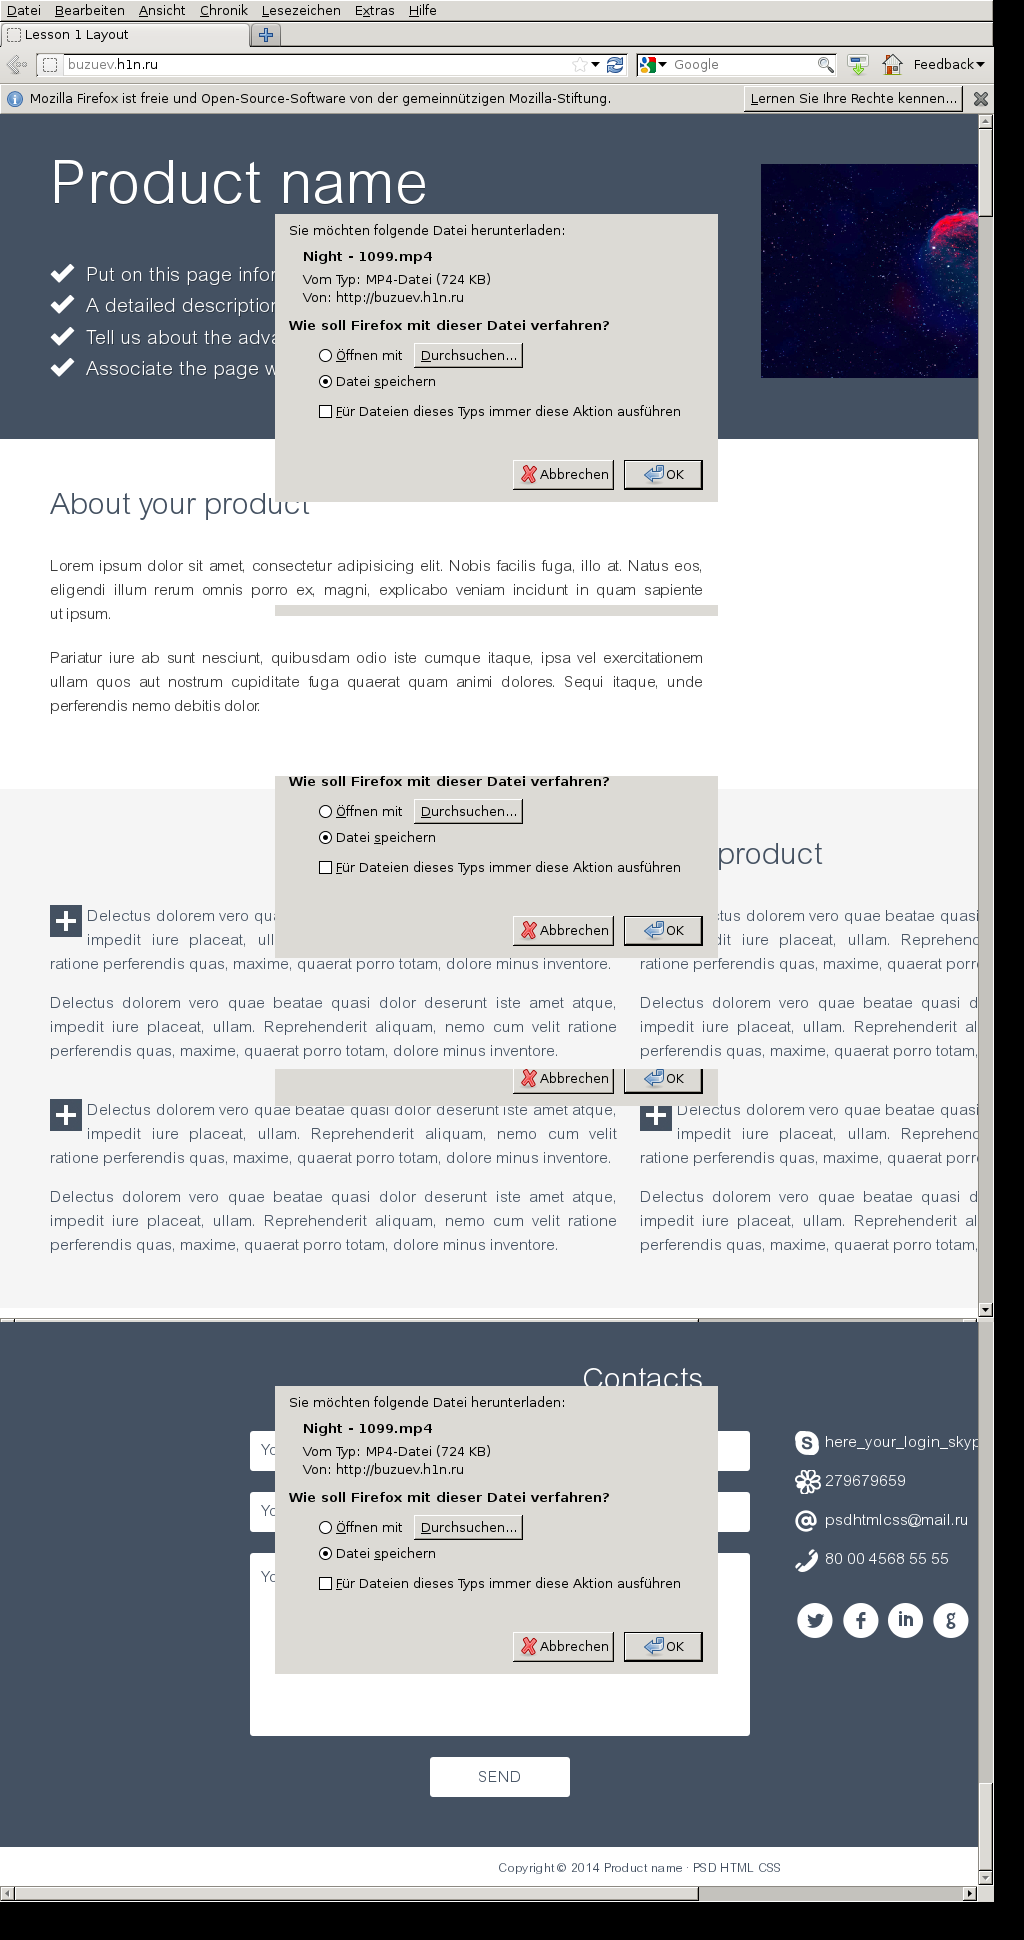 Datei Bearbeiten Ansicht Chronik Lesezeichen Extras Hilfe
Lesson 1 Layout
buzuev.h1n.ru
Google
Feedback
Mozilla Firefox ist freie und Open-Source-Software von der gemeinnützigen Mozilla-Stiftung.
Lernen Sie Ihre Rechte kennen...
Product name
Put on this page
A detailed description
Tell us about the
Associate the page
Sie möchten folgende Datei herunterladen:
Night - 1099.mp4
Vom Typ: MP4-Datei (724 KB)
Von: http://buzuev.h1n.ru
Wie soll Firefox mit dieser Datei verfahren?
Öffnen mit Durchsuchen...
Datei speichern
Für Dateien dieses Typs immer diese Aktion ausführen
Abbrechen OK
About your product
Lorem ipsum dolor sit amet, consectetur adipisicing elit. Nobis facilis fuga, illo at. Natus eos,
eligendi illum rerum omnis porro ex, magni, explicabo veniam incidunt in quam sapiente
ut ipsum.
Pariatur iure ab sunt nesciunt, quibusdam odio iste cumque itaque, ipsa vel exercitationem
ullam quos aut nostrum cupiditate fuga quaerat quam animi dolores. Sequi itaque, unde
perferendis nemo debitis dolor.
Wie soll Firefox mit dieser Datei verfahren?
Öffnen mit Durchsuchen...
Datei speichern
Für Dateien dieses Typs immer diese Aktion ausführen
Abbrechen OK
product
Delectus dolorem vero
impedit iure placeat,
ratione perferendis quas, maxime, quaerat porro totam, dolore minus inventore.
Delectus dolorem vero quae beatae quasi dolor deserunt iste amet atque,
impedit iure placeat, ullam. Reprehenderit aliquam, nemo cum velit ratione
perferendis quas, maxime, quaerat porro totam, dolore minus inventore.
dolorem vero quae beatae quasi
iure placeat, ullam.
ratione perferendis quas, maxime, quaerat
Delectus dolorem vero quae beatae quasi
impedit iure placeat, ullam. Reprehenderit
perferendis quas, maxime, quaerat porro totam,
Abbrechen OK
Delectus dolorem vero quae beatae quasi dolor deserunt iste amet atque,
impedit iure placeat, ullam. Reprehenderit aliquam, nemo cum velit
ratione perferendis quas, maxime, quaerat porro totam, dolore minus inventore.
Delectus dolorem vero quae beatae quasi dolor deserunt iste amet atque,
impedit iure placeat, ullam. Reprehenderit aliquam, nemo cum velit ratione
perferendis quas, maxime, quaerat porro totam, dolore minus inventore.
Delectus dolorem vero quae beatae quasi
impedit iure placeat, ullam.
ratione perferendis quas, maxime, quaerat
Delectus dolorem vero quae beatae quasi
impedit iure placeat, ullam. Reprehenderit
perferendis quas, maxime, quaerat porro totam,
Contacts
Sie möchten folgende Datei herunterladen:
Night - 1099.mp4
Vom Typ: MP4-Datei (724 KB)
Von: http://buzuev.h1n.ru
Wie soll Firefox mit dieser Datei verfahren?
Öffnen mit Durchsuchen...
Datei speichern
Für Dateien dieses Typs immer diese Aktion ausführen
Abbrechen OK
here_your_login_skyp
279679659
psdhtmlcss@mail.ru
80 00 4568 55 55
SEND
Copyright © 2014 Product name · PSD HTML CSS